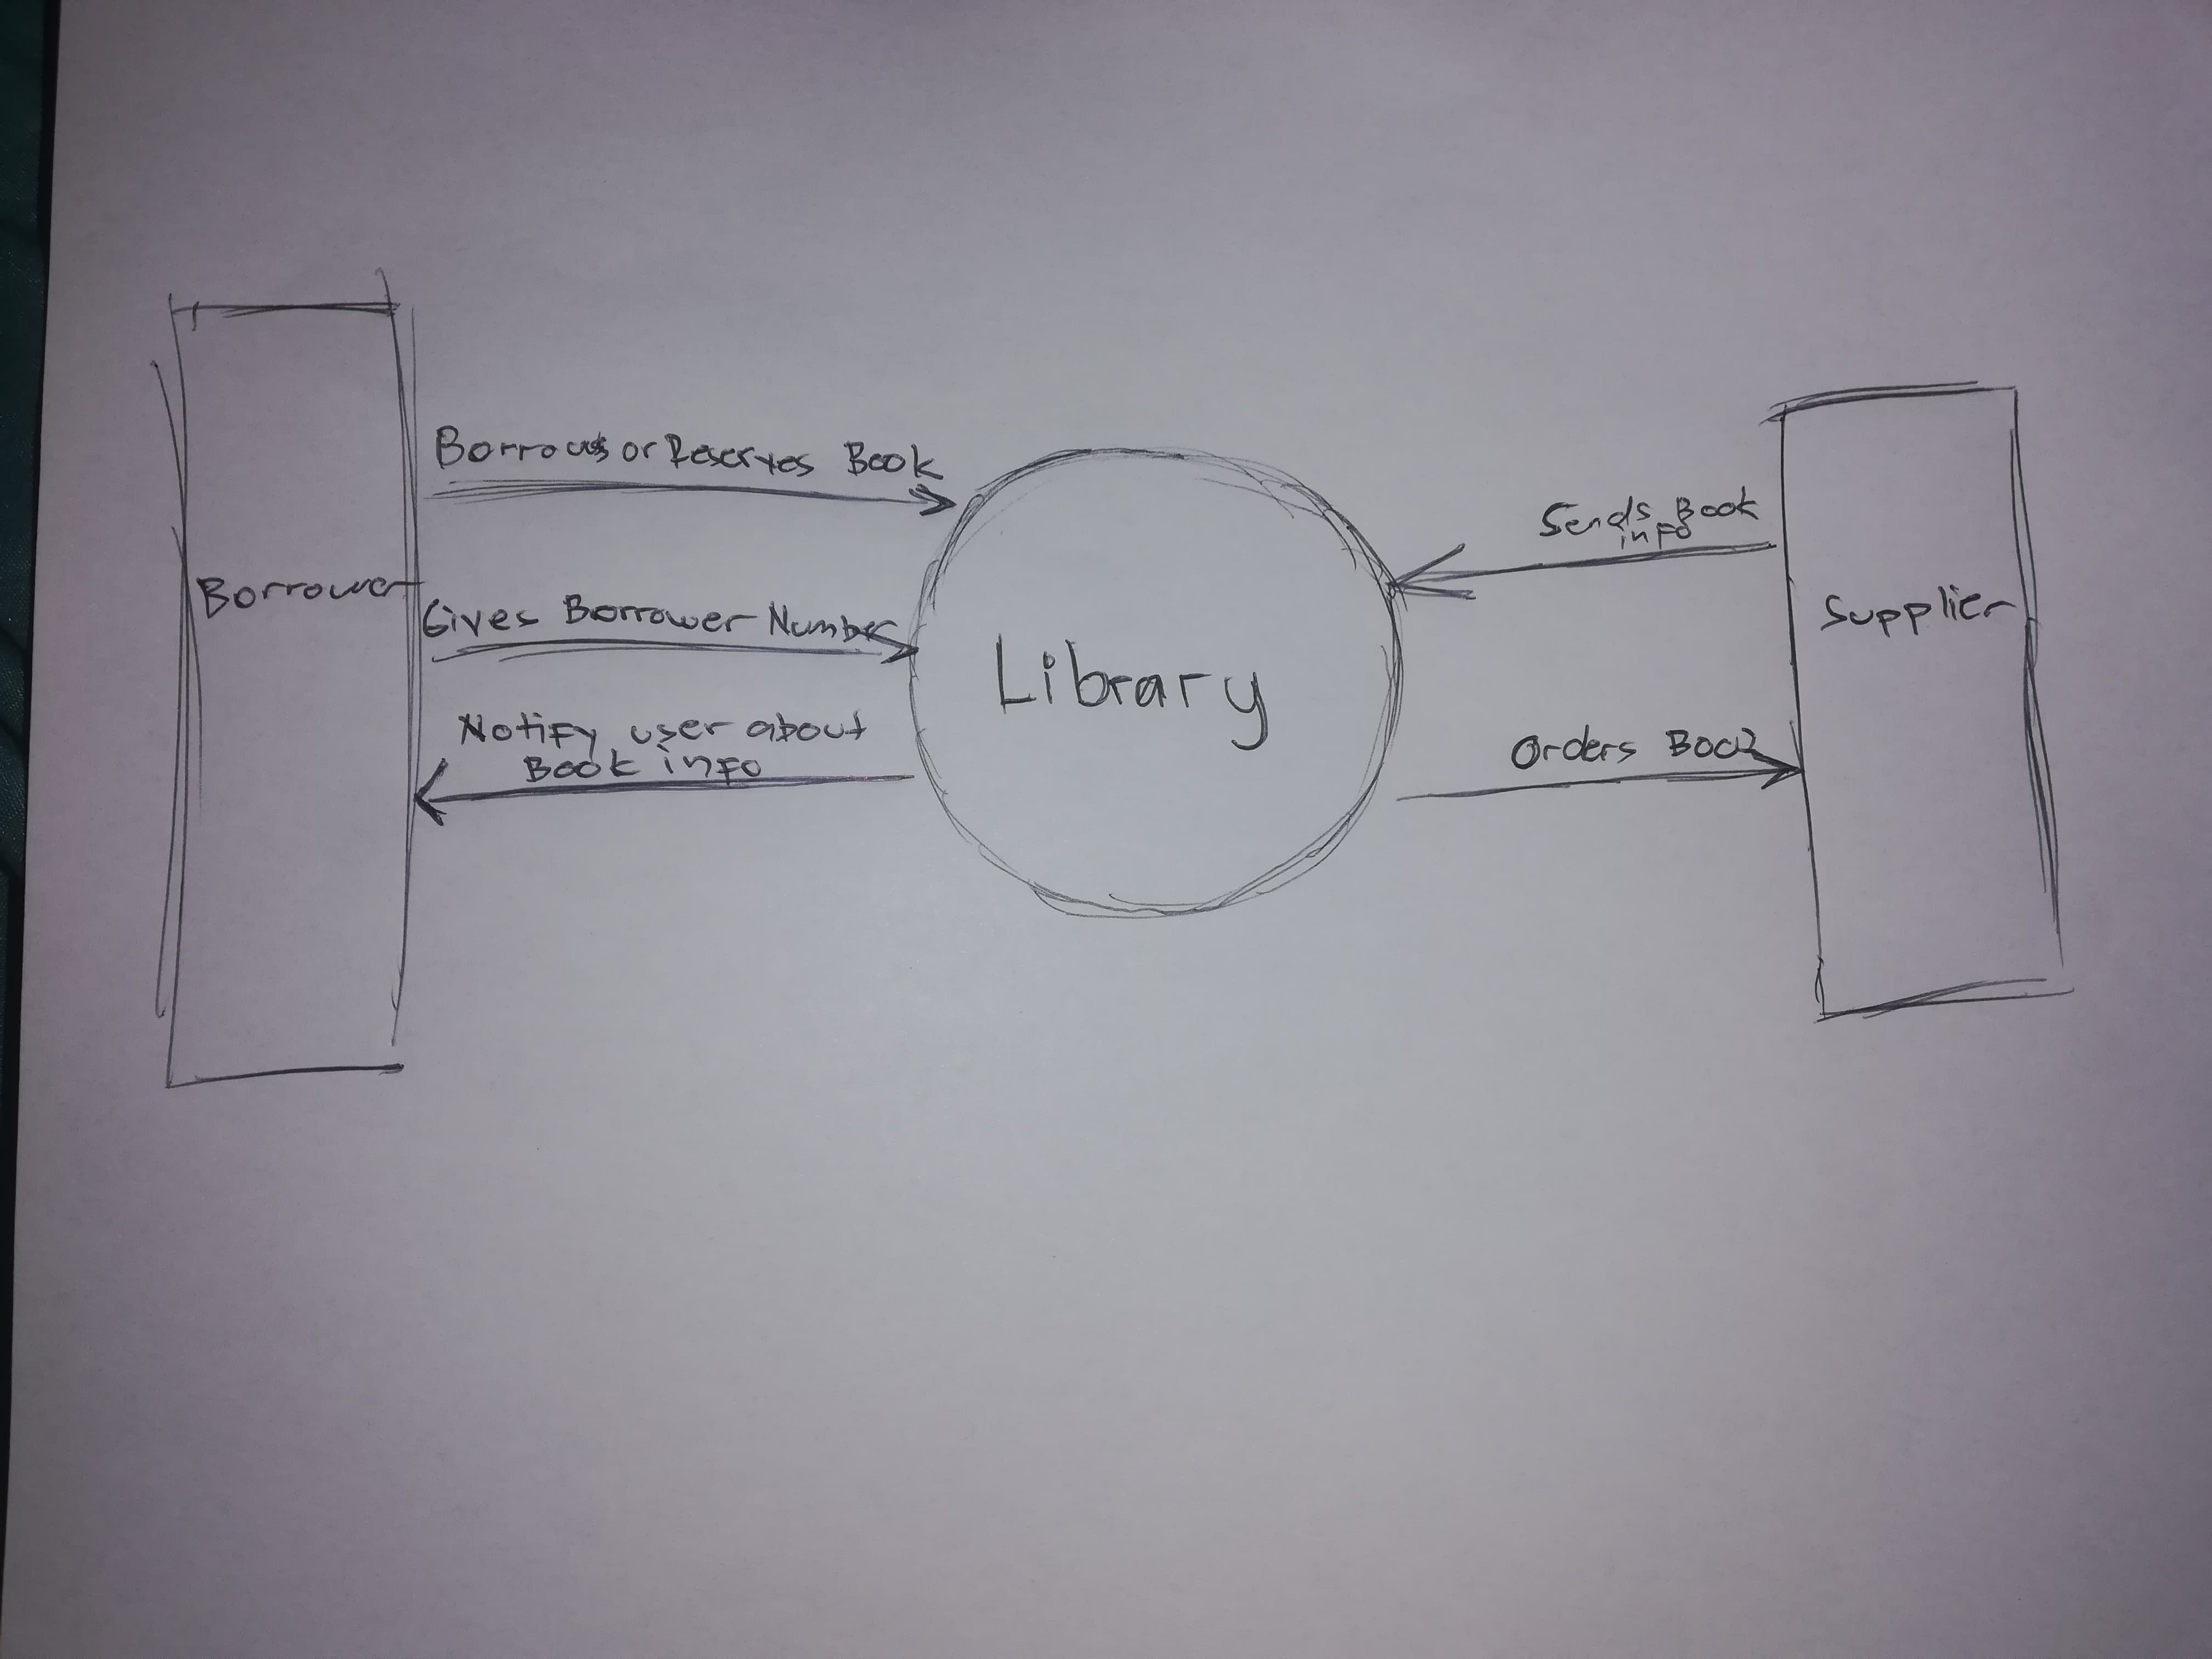 Borrows or Reserves Book
Sends Book
info
Borrower
Gives Borrower Number
Supplier
Library
Notify user about
Book info
Orders Book